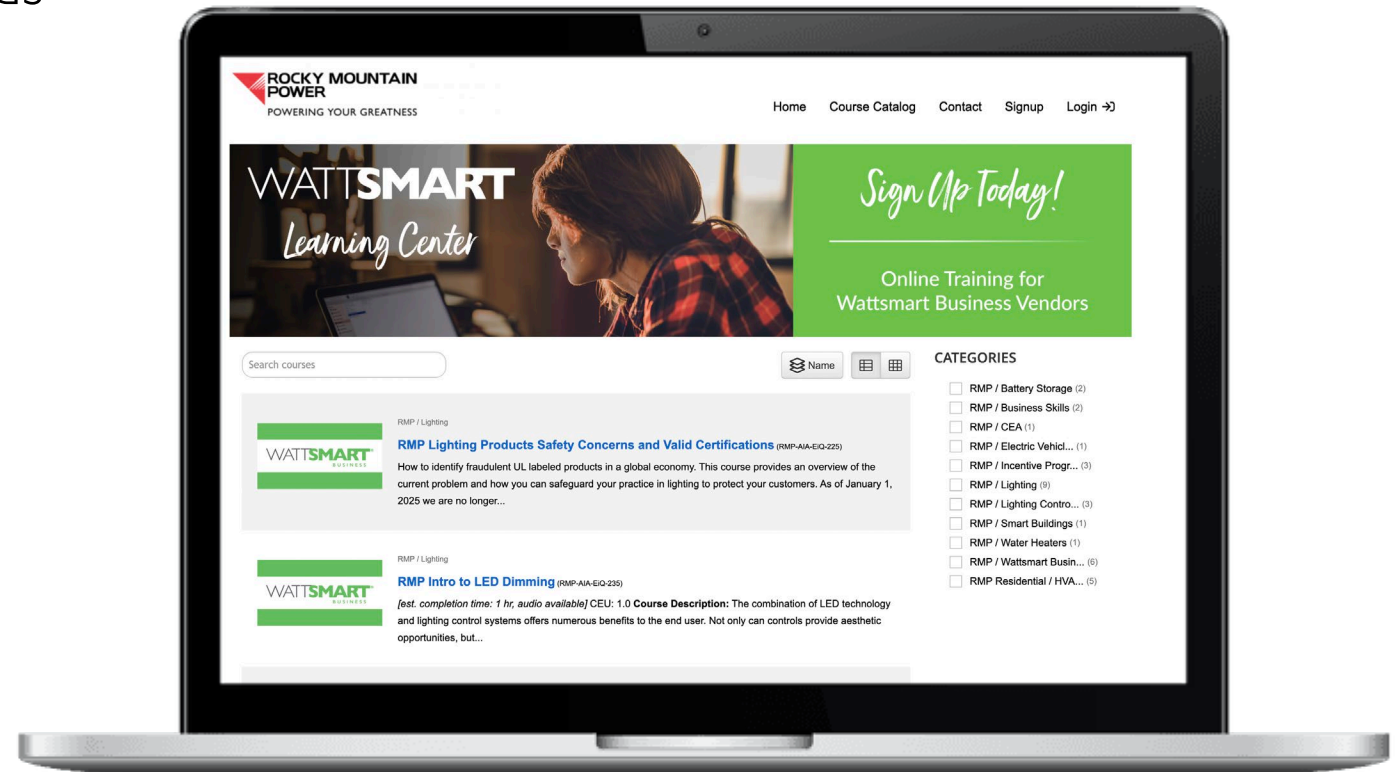 ROCKY MOUNTAIN
POWER
POWERING YOUR GREATNESS
Home Course Catalog Contact Signup Login
WATTSMART
Learning Center
Sign Up Today!
Online Training for
Wattsmart Business Vendors
Search courses
Name
CATEGORIES
RMP / Battery Storage (2)
RMP / Business Skills (2)
RMP / CEA (1)
RMP / Electric Vehicl... (1)
RMP / Incentive Progr... (3)
RMP / Lighting (9)
RMP / Lighting Contro... (3)
RMP / Smart Buildings (1)
RMP / Water Heaters (1)
RMP / Wattsmart Busin... (6)
RMP Residential / HVA... (5)
WATTSMART
BUSINESS
RMP / Lighting
RMP Lighting Products Safety Concerns and Valid Certifications (RMP-AIA-EiQ-225)
How to identify fraudulent UL labeled products in a global economy. This course provides an overview of the
current problem and how you can safeguard your practice in lighting to protect your customers. As of January 1,
2025 we are no longer...
WATTSMART
BUSINESS
RMP / Lighting
RMP Intro to LED Dimming (RMP-AIA-EiQ-235)
[est. completion time: 1 hr, audio available] CEU: 1.0 Course Description: The combination of LED technology
and lighting control systems offers numerous benefits to the end user. Not only can controls provide aesthetic
opportunities, but...